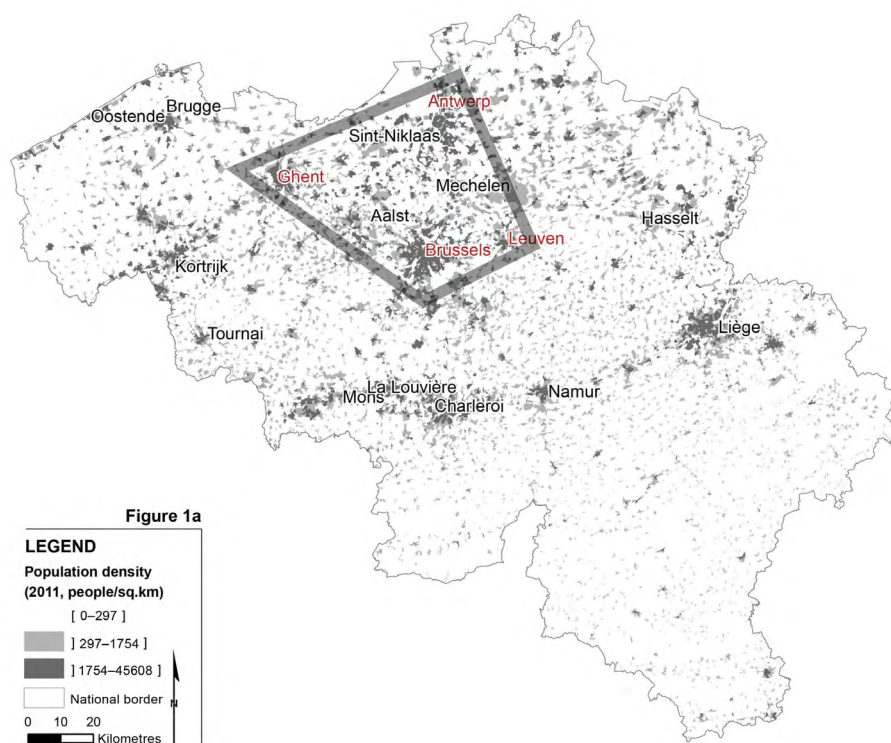 Antwerp
Brugge
Oostende
Sint-Niklaas
Ghent
Mechelen
Aalst
Hasselt
Leuven
Brussels
Kortrijk
Tournai
Liège
La Louvière
Mons
Namur
Charleroi
Figure 1a
LEGEND
Population density
(2011, people/sq.km)
[ 0–297 ]
] 297–1754 ]
] 1754–45608 ]
National border
N
0 10 20
Kilometres